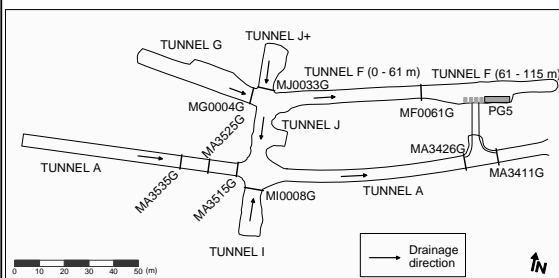 TUNNEL G
TUNNEL J+
TUNNEL F (0 - 61 m)
TUNNEL F (61 - 115 m)
MJ0033G
MG0004G
MF0061G
PG5
MA3525G
TUNNEL J
MA3426G
TUNNEL A
MA3535G
MA3515G
MI0008G
TUNNEL A
MA3411G
TUNNEL I
Drainage
direction
0 10 20 30 40 50 (m)
N